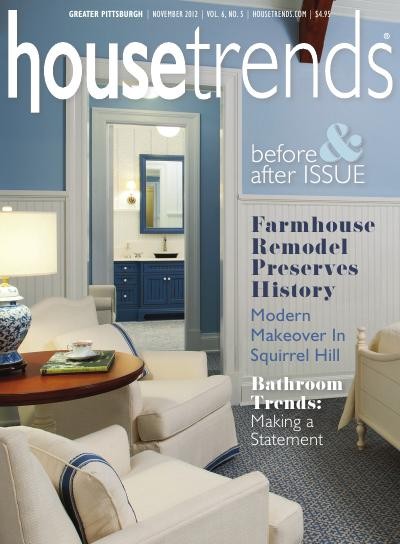 GREATER PITTSBURGH | NOVEMBER 2012 | VOL. 6, NO. 5 | HOUSETRENDS.COM | $4.95
housetrends®
before &
after ISSUE
Farmhouse
Remodel
Preserves
History
Modern
Makeover In
Squirrel Hill
Bathroom
Trends:
Making a
Statement